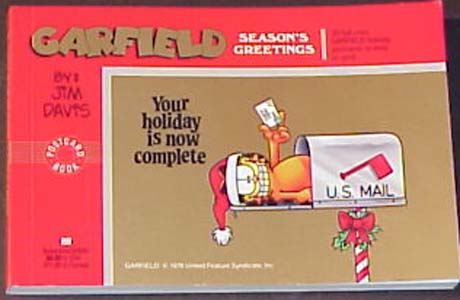 GARFIELD
SEASON'S
GREETINGS
BY:
JIM
DAVIS
POSTCARD
BOOK
Your
holiday
is now
complete
U.S. MAIL
GARFIELD © 1978 United Feature Syndicate, Inc.